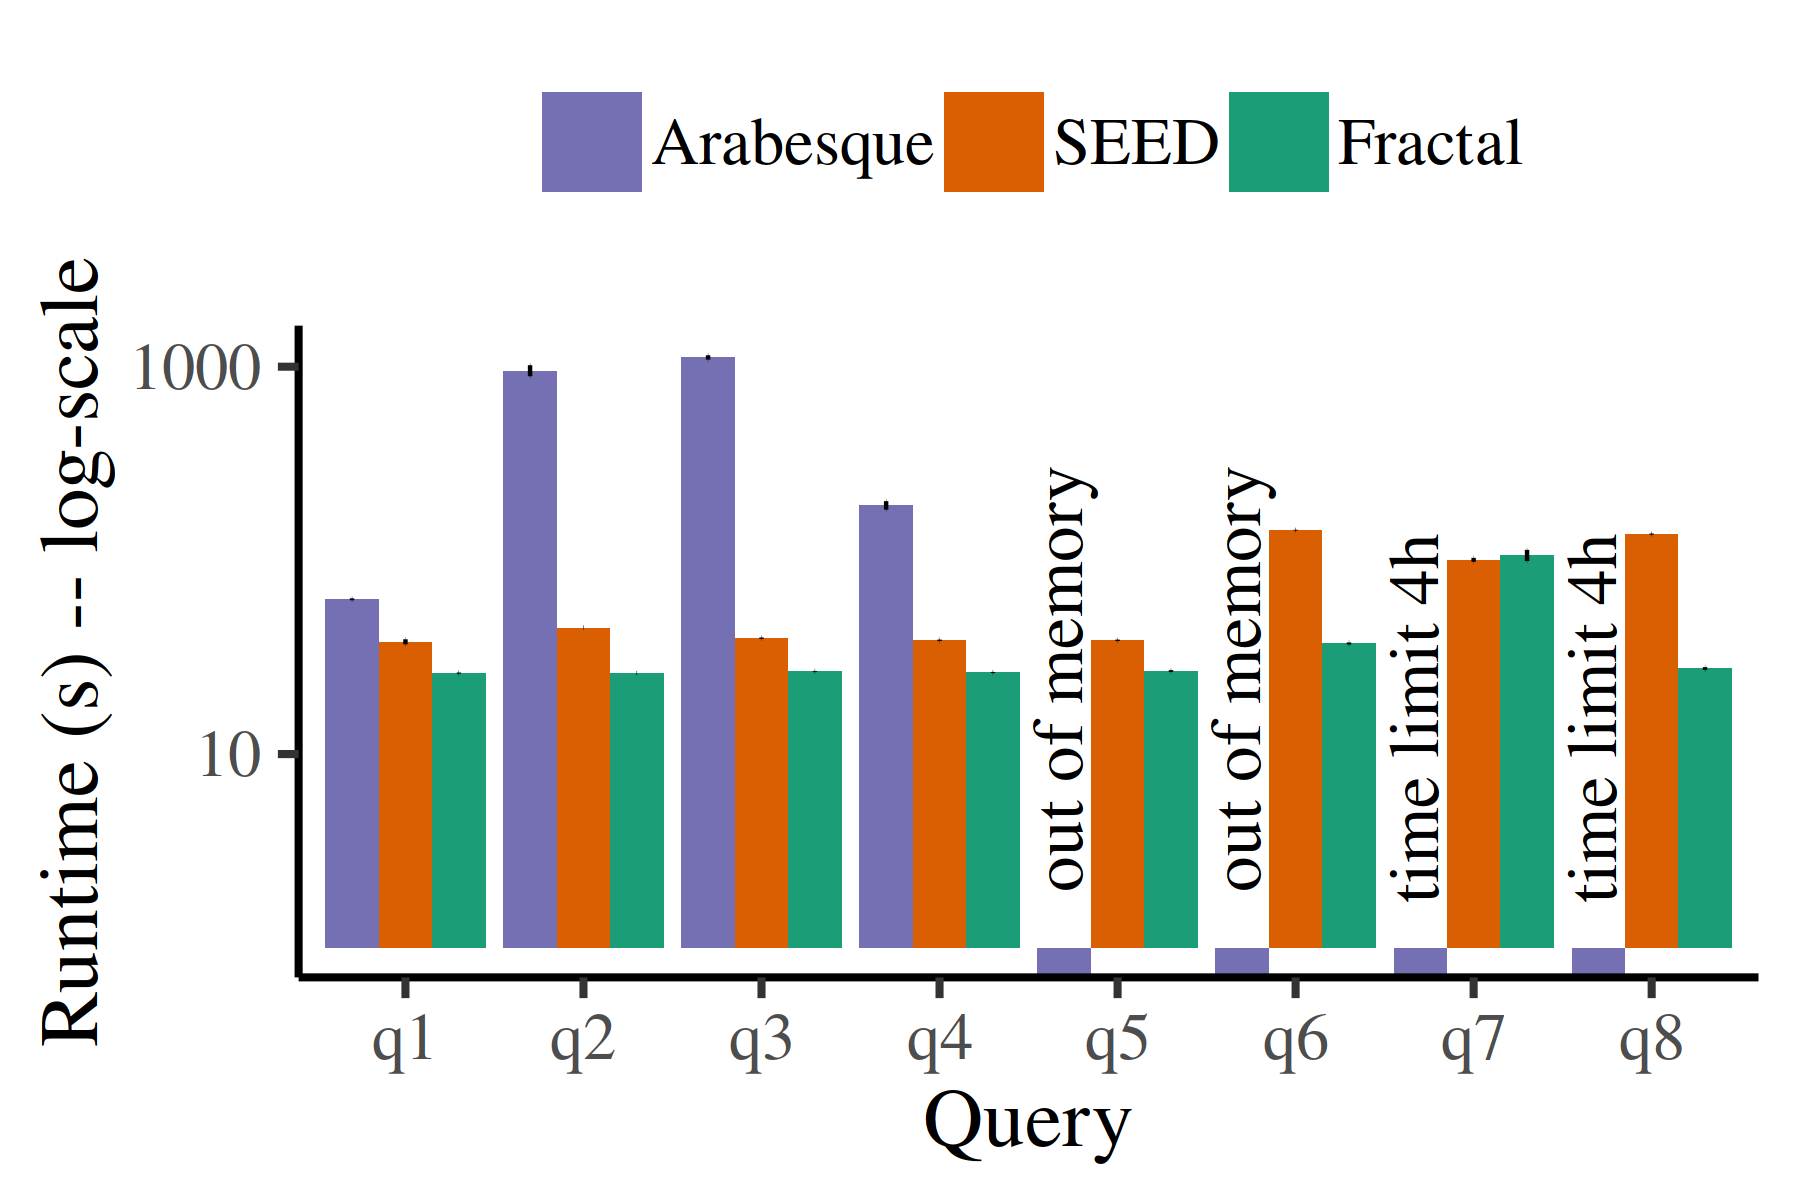 Arabesque SEED Fractal
Runtime (s) -- log-scale
1000
10
out of memory
out of memory
time limit 4h
time limit 4h
q1 q2 q3 q4 q5 q6 q7 q8
Query